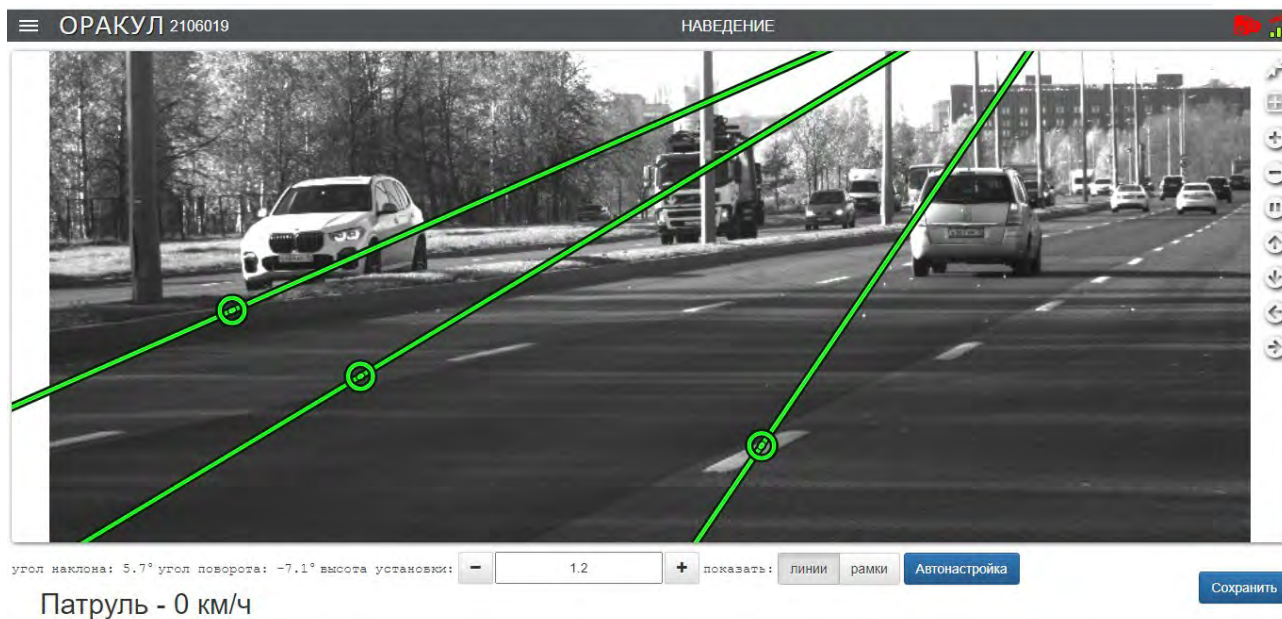 ОРАКУЛ 2106019 НАВЕДЕНИЕ
угол наклона: 5.7° угол поворота: -7.1° высота установки: − 1.2 + показать: линии рамки Автонастройка
Сохранить
Патруль - 0 км/ч